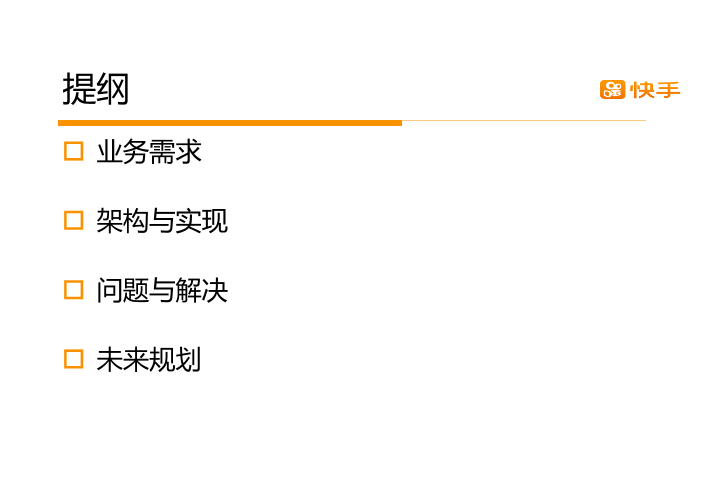 提纲
快手
业务需求
架构与实现
问题与解决
未来规划